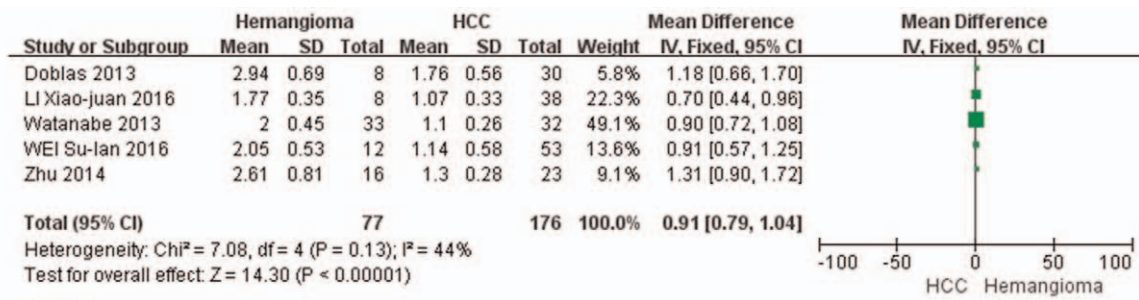 Hemangioma HCC Mean Difference Mean Difference
Study or Subgroup Mean SD Total Mean SD Total Weight IV, Fixed, 95% CI IV, Fixed, 95% CI
Doblas 2013 2.94 0.69 8 1.76 0.56 30 5.8% 1.18 [0.66, 1.70]
LI Xiao-juan 2016 1.77 0.35 8 1.07 0.33 38 22.3% 0.70 [0.44, 0.96]
Watanabe 2013 2 0.45 33 1.1 0.26 32 49.1% 0.90 [0.72, 1.08]
WEI Su-lan 2016 2.05 0.53 12 1.14 0.58 53 13.6% 0.91 [0.57, 1.25]
Zhu 2014 2.61 0.81 16 1.3 0.28 23 9.1% 1.31 [0.90, 1.72]
Total (95% CI) 77 176 100.0% 0.91 [0.79, 1.04]
Heterogeneity: Chi² = 7.08, df = 4 (P = 0.13); I² = 44%
Test for overall effect: Z = 14.30 (P < 0.00001)
-100 -50 0 50 100
HCC Hemangioma